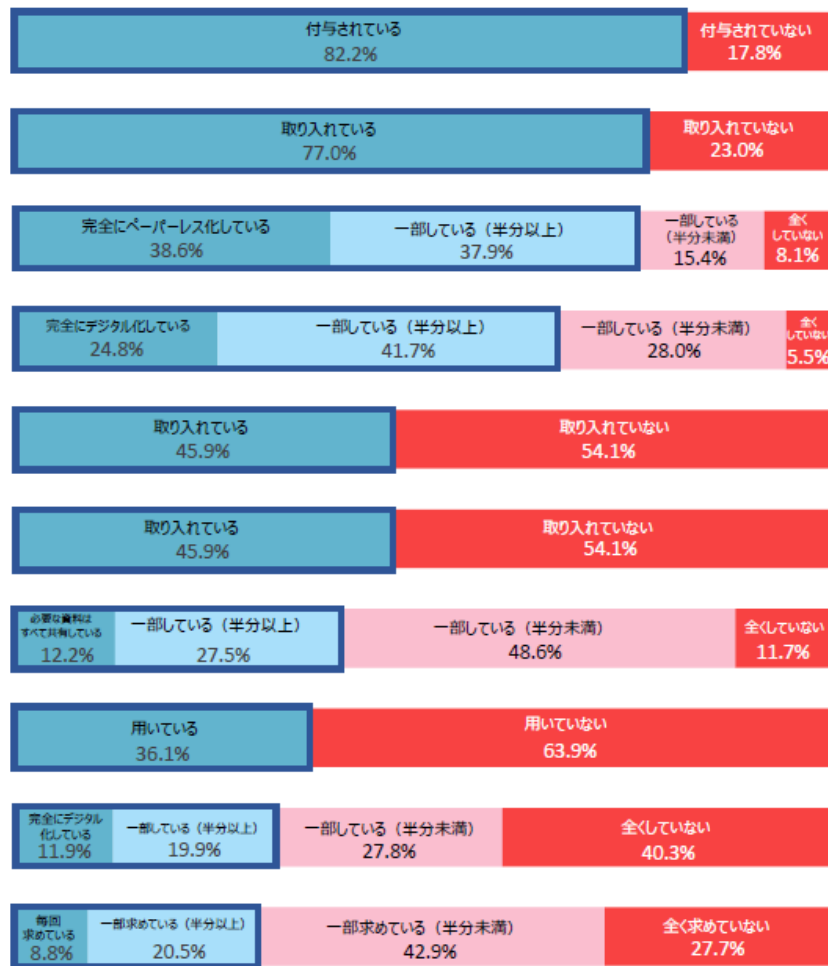 付与されている
82.2%
付与されていない
17.8%
取り入れている
77.0%
取り入れていない
23.0%
完全にペーパーレス化している
38.6%
一部している（半分以上）
37.9%
一部している
（半分未満）
15.4%
全く
していない
8.1%
完全にデジタル化している
24.8%
一部している（半分以上）
41.7%
一部している（半分未満）
28.0%
全く
していない
5.5%
取り入れている
45.9%
取り入れていない
54.1%
取り入れている
45.9%
取り入れていない
54.1%
必要な資料は
すべて共有している
12.2%
一部している（半分以上）
27.5%
一部している（半分未満）
48.6%
全くしていない
11.7%
用いている
36.1%
用いていない
63.9%
完全にデジタル
化している
11.9%
一部している（半分以上）
19.9%
一部している（半分未満）
27.8%
全くしていない
40.3%
毎回
求めている
8.8%
一部求めている（半分以上）
20.5%
一部求めている（半分未満）
42.9%
全く求めていない
27.7%